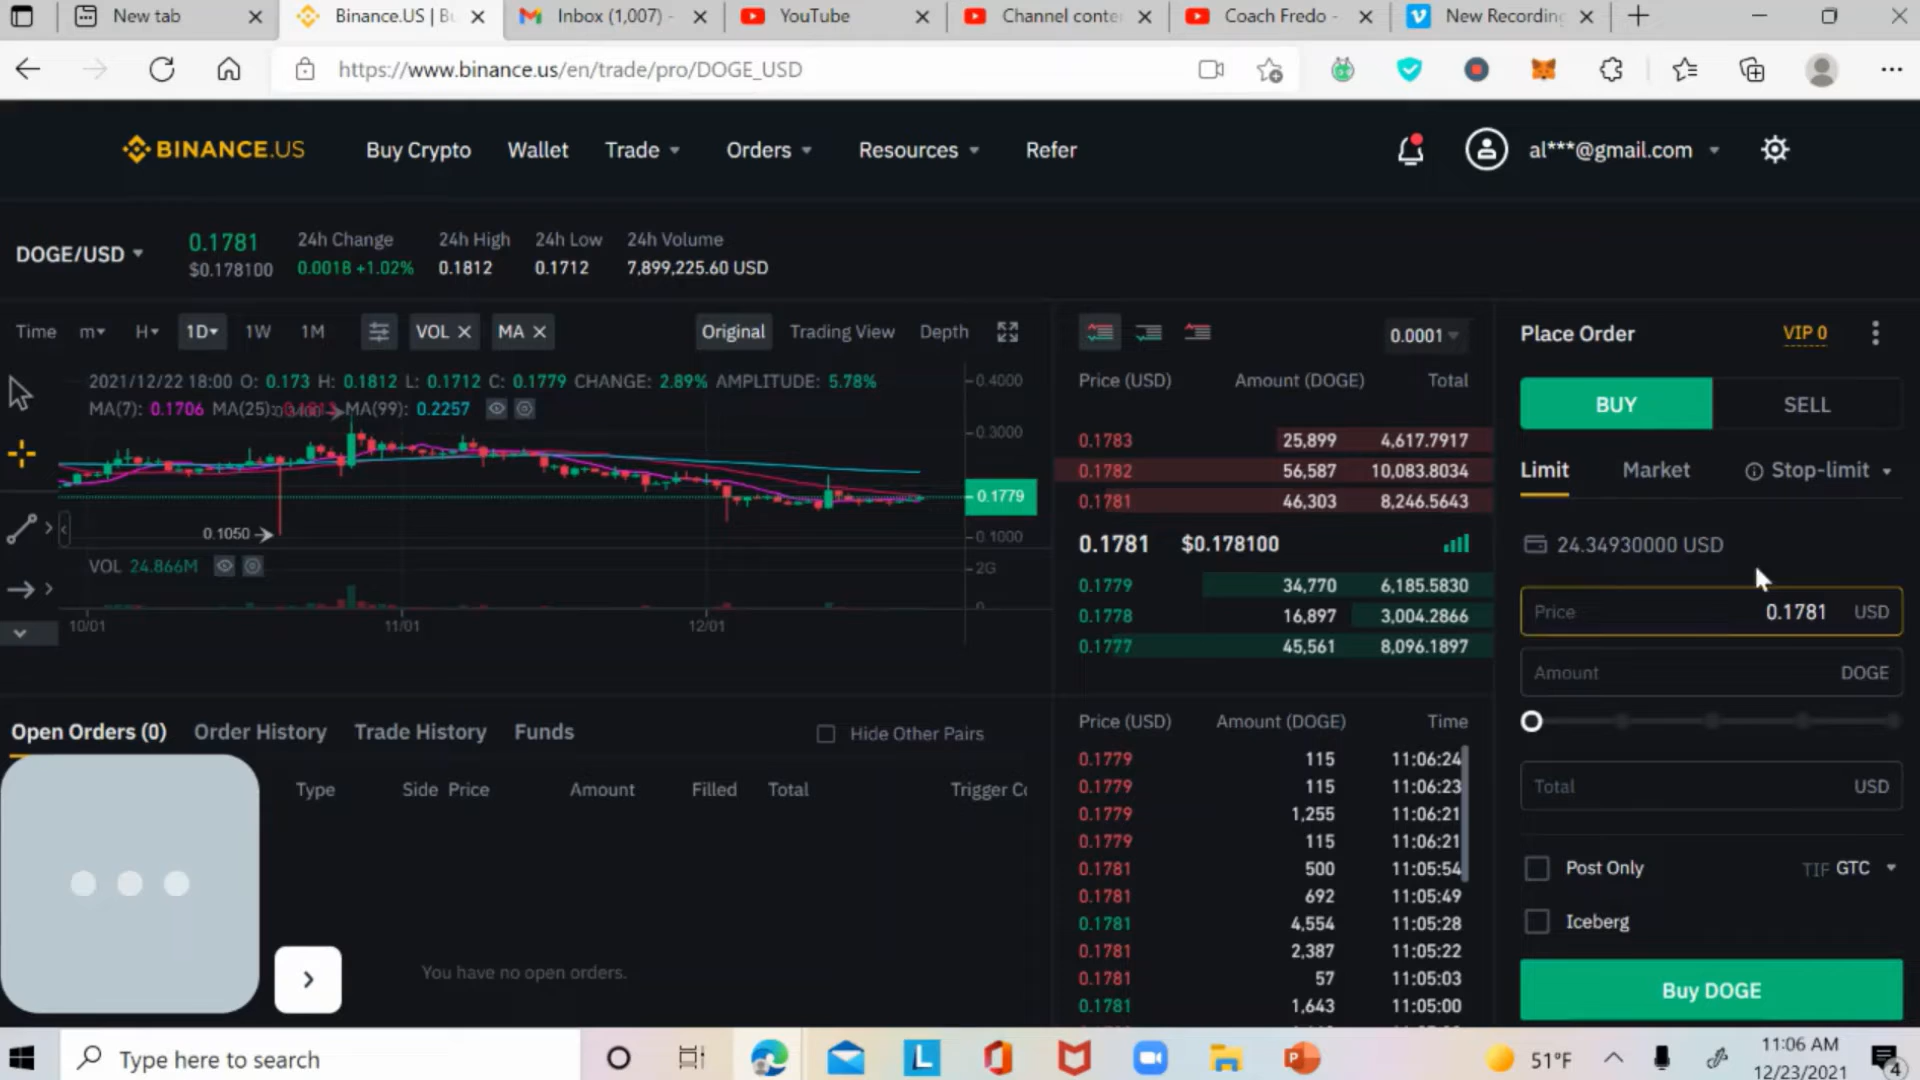 New tab
Binance.US | Bu
Inbox (1,007) -
YouTube
Channel conte
Coach Fredo -
New Recording
https://www.binance.us/en/trade/pro/DOGE_USD
BINANCE.US
Buy Crypto
Wallet
Trade
Orders
Resources
Refer
al***@gmail.com
DOGE/USD
0.1781
$0.178100
24h Change
0.0018 +1.02%
24h High
0.1812
24h Low
0.1712
24h Volume
7,899,225.60 USD
Time m H 1D 1W 1M VOL MA Original Trading View Depth
2021/12/22 18:00 O: 0.173 H: 0.1812 L: 0.1712 C: 0.1779 CHANGE: 2.89% AMPLITUDE: 5.78%
MA(7): 0.1706 MA(25): MA(99): 0.2257
0.4000
0.3000
0.1779
0.1050
0.1000
VOL 24.866M
2G
0
10/01 11/01 12/01
0.0001
Price (USD) Amount (DOGE) Total
0.1783 25,899 4,617.7917
0.1782 56,587 10,083.8034
0.1781 46,303 8,246.5643
0.1781 $0.178100
0.1779 34,770 6,185.5830
0.1778 16,897 3,004.2866
0.1777 45,561 8,096.1897
Price (USD) Amount (DOGE) Time
0.1779 115 11:06:24
0.1779 115 11:06:23
0.1779 1,255 11:06:21
0.1779 115 11:06:21
0.1781 500 11:05:54
0.1781 692 11:05:49
0.1781 4,554 11:05:28
0.1781 2,387 11:05:22
0.1781 57 11:05:03
0.1781 1,643 11:05:00
Place Order VIP 0
BUY SELL
Limit Market Stop-limit
24.34930000 USD
Price 0.1781 USD
Amount DOGE
Total USD
Post Only TIF GTC
Iceberg
Buy DOGE
Open Orders (0) Order History Trade History Funds Hide Other Pairs
Type Side Price Amount Filled Total Trigger Co
You have no open orders.
Type here to search
51°F
11:06 AM
12/23/2021
4